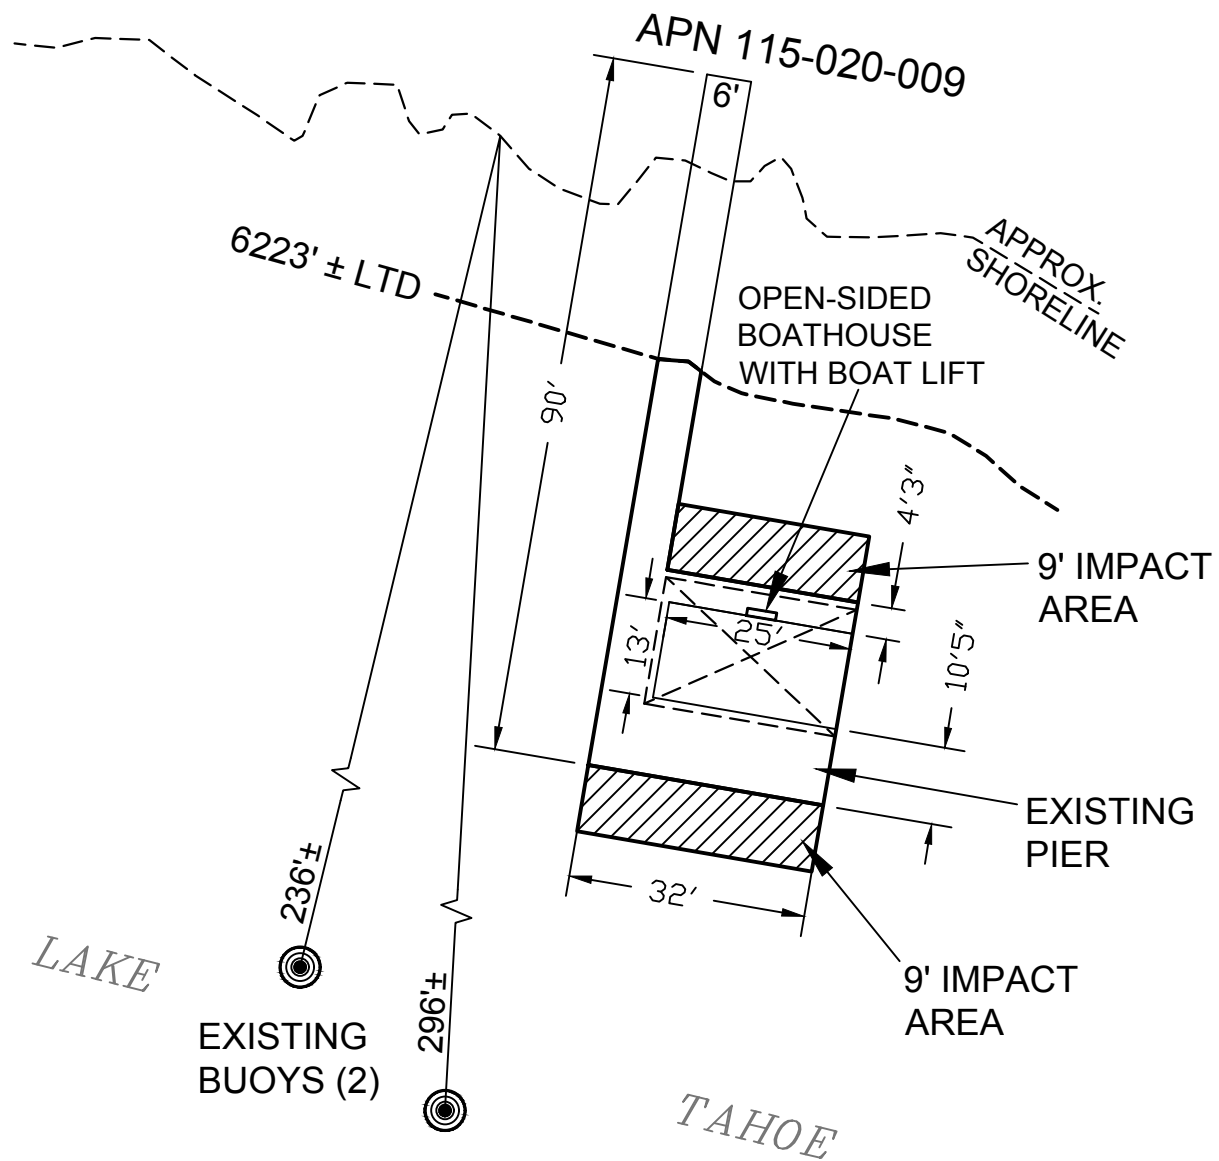 APN 115-020-009
6'
6223' ± LTD
APPROX.
SHORELINE
OPEN-SIDED
BOATHOUSE
WITH BOAT LIFT
90'
4'3"
9' IMPACT
AREA
25'
13'
10'5"
EXISTING
PIER
32'
236'±
296'±
LAKE
9' IMPACT
AREA
EXISTING
BUOYS (2)
TAHOE